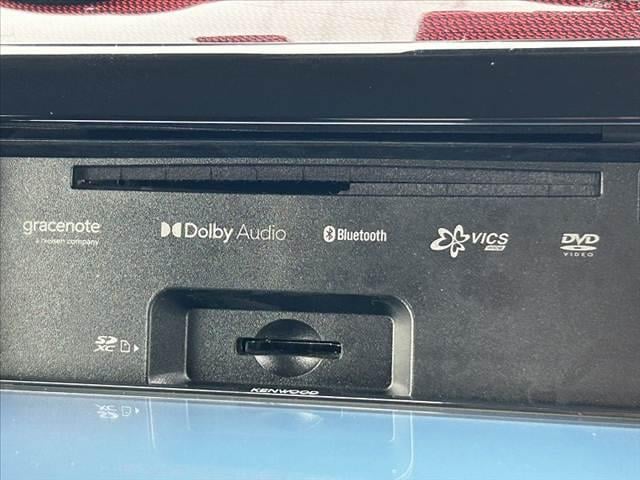 gracenote
a nielsen company
Dolby Audio
Bluetooth
VICS
DVD
VIDEO
SD
XC
KENWOOD